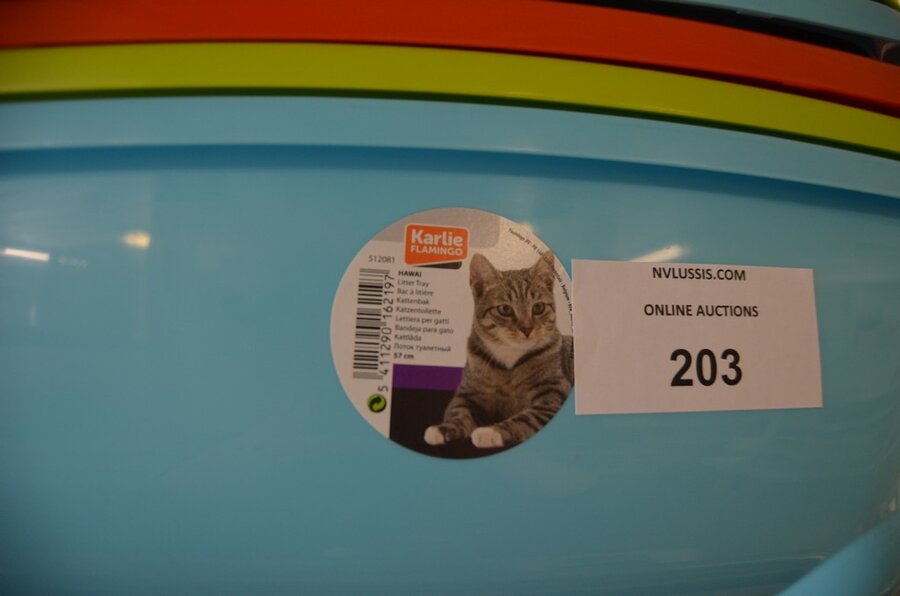 Karlie
FLAMINGO
512081
HAWAI
Litter Tray
Bac à litière
Kattenbak
Katzentoilette
Lettiera per gatti
Bandeja para gato
Kattlåda
Лоток туалетный
57 cm
5 411290 162197
NVLUSSIS.COM
ONLINE AUCTIONS
203